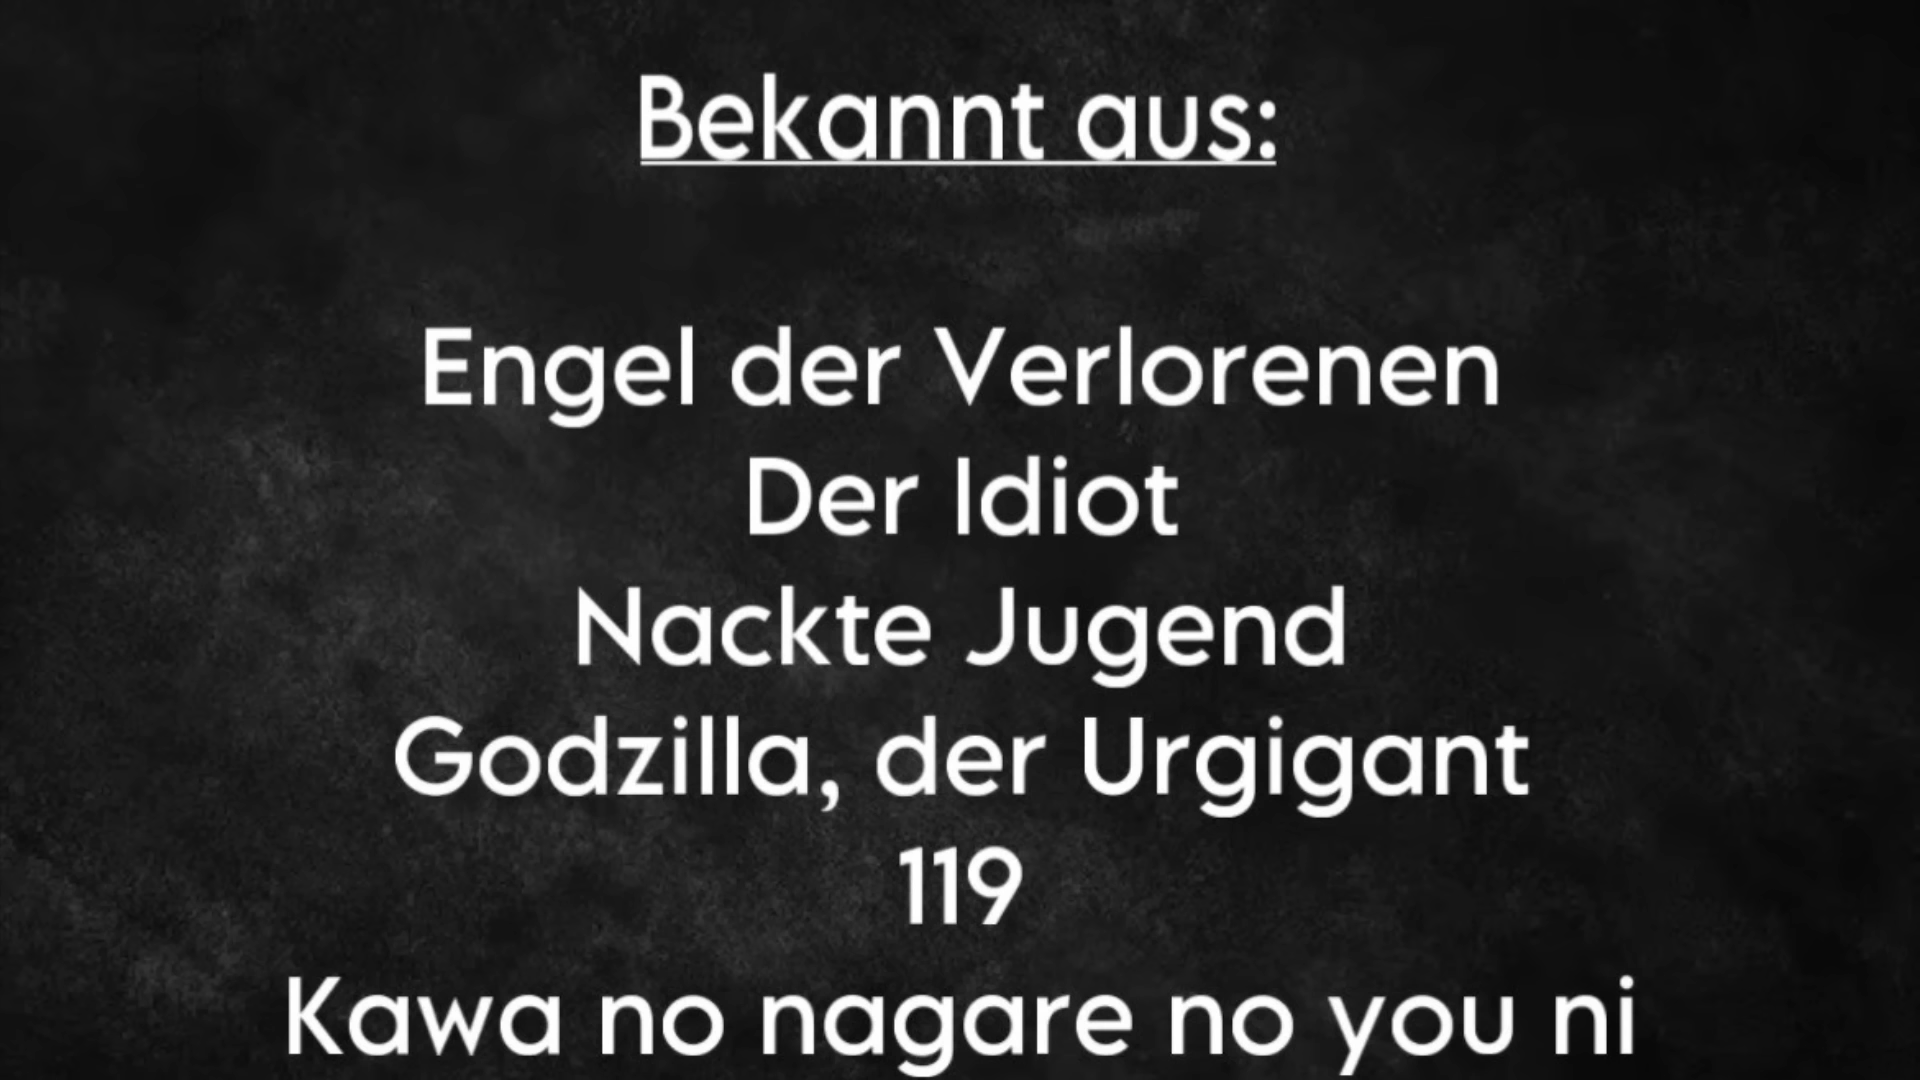 Bekannt aus:
Engel der Verlorenen
Der Idiot
Nackte Jugend
Godzilla, der Urgigant
119
Kawa no nagare no you ni